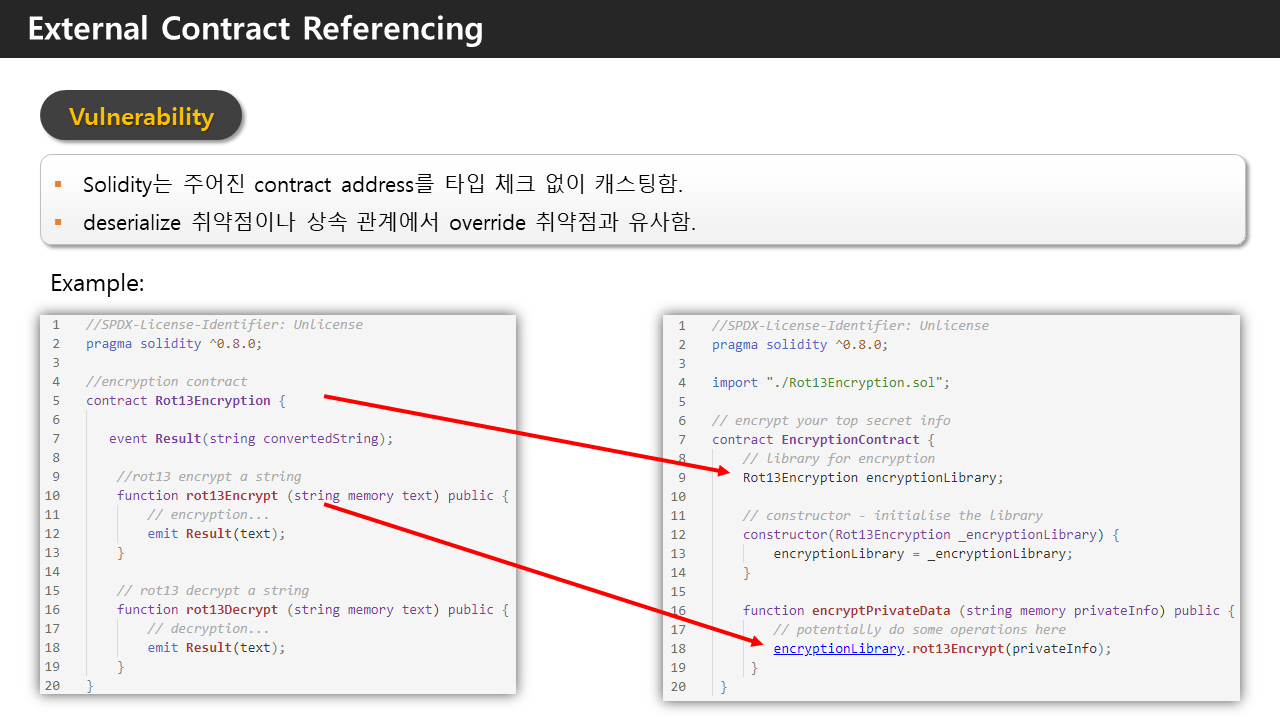 External Contract Referencing
Vulnerability
▪ Solidity는 주어진 contract address를 타입 체크 없이 캐스팅함.
▪ deserialize 취약점이나 상속 관계에서 override 취약점과 유사함.
Example:
1 //SPDX-License-Identifier: Unlicense
2 pragma solidity ^0.8.0;
3
4 //encryption contract
5 contract Rot13Encryption {
6
7 event Result(string convertedString);
8
9 //rot13 encrypt a string
10 function rot13Encrypt (string memory text) public {
11 // encryption...
12 emit Result(text);
13 }
14
15 // rot13 decrypt a string
16 function rot13Decrypt (string memory text) public {
17 // decryption...
18 emit Result(text);
19 }
20 }
1 //SPDX-License-Identifier: Unlicense
2 pragma solidity ^0.8.0;
3
4 import "./Rot13Encryption.sol";
5
6 // encrypt your top secret info
7 contract EncryptionContract {
8 // library for encryption
9 Rot13Encryption encryptionLibrary;
10
11 // constructor - initialise the library
12 constructor(Rot13Encryption _encryptionLibrary) {
13 encryptionLibrary = _encryptionLibrary;
14 }
15
16 function encryptPrivateData (string memory privateInfo) public {
17 // potentially do some operations here
18 encryptionLibrary.rot13Encrypt(privateInfo);
19 }
20 }